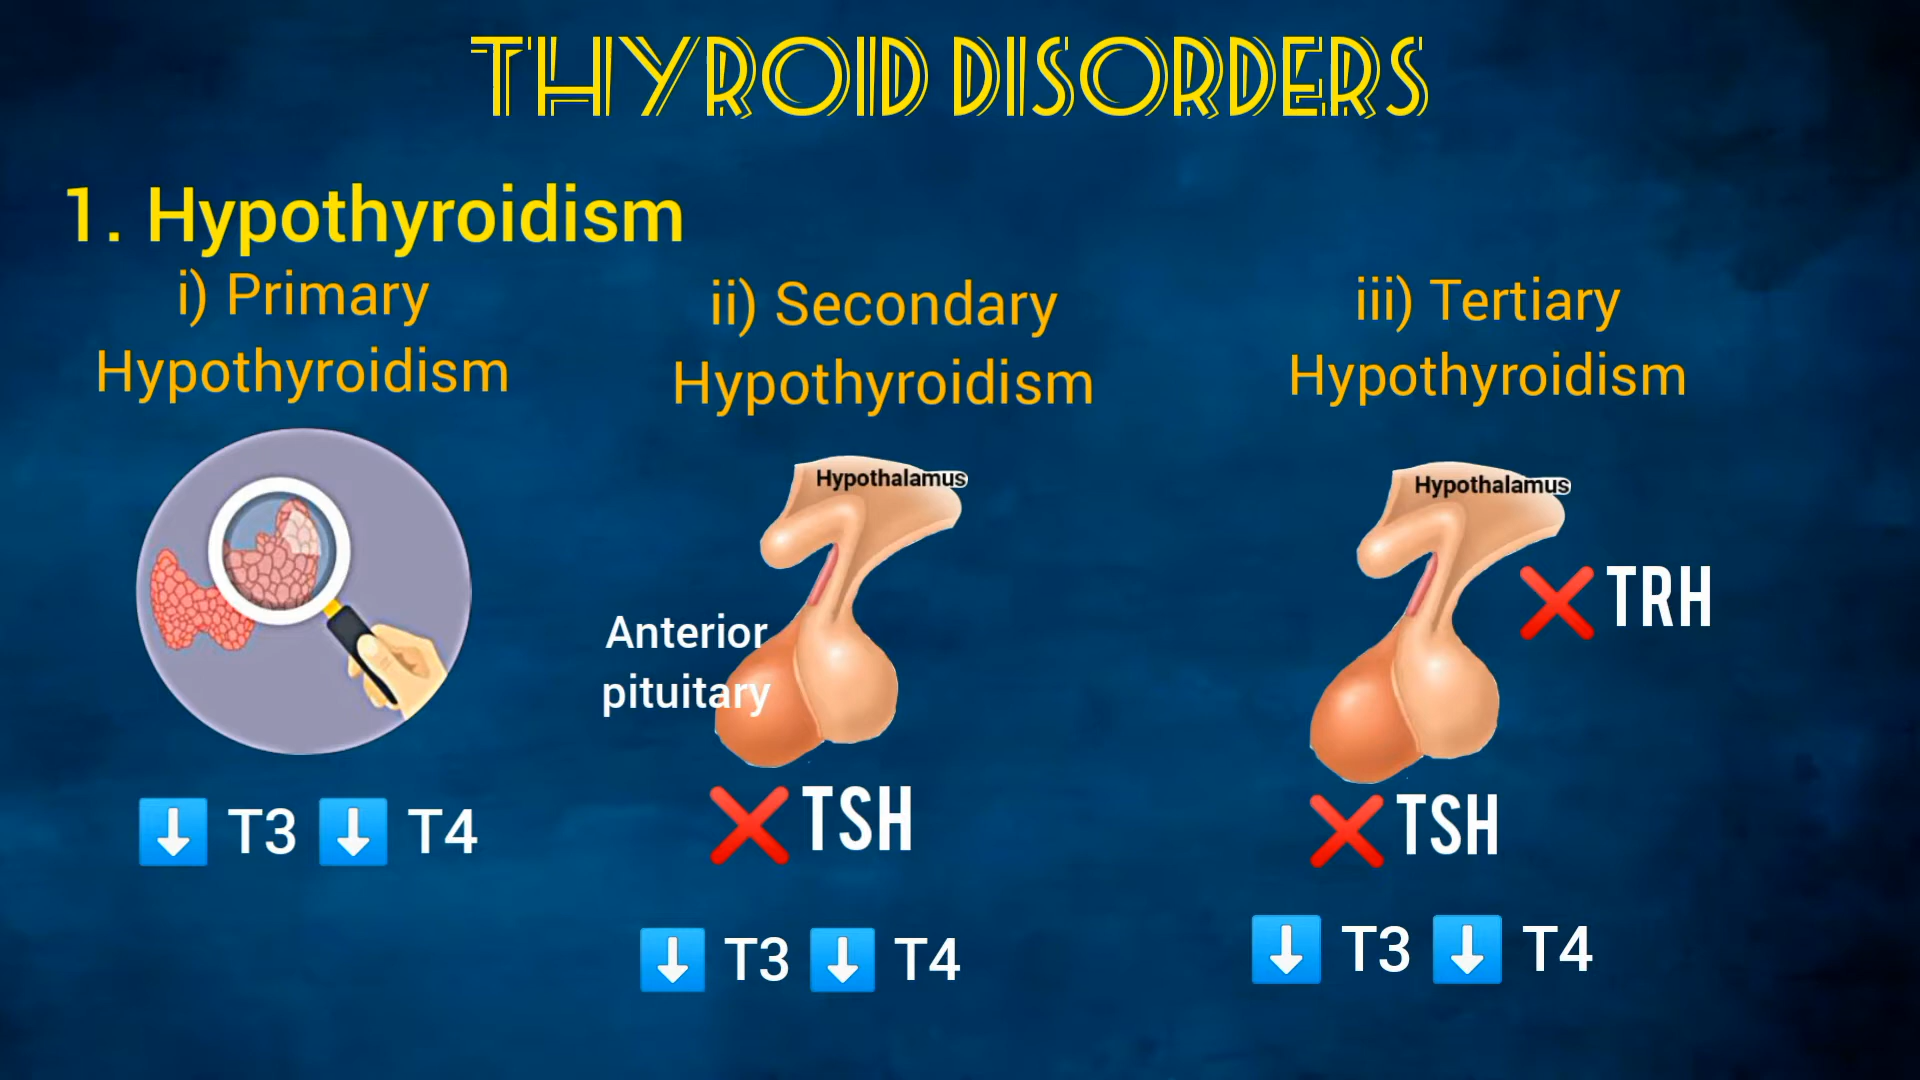 THYROID DISORDERS
1. Hypothyroidism
i) Primary
Hypothyroidism
T3 T4
ii) Secondary
Hypothyroidism
Hypothalamus
Anterior
pituitary
TSH
T3 T4
iii) Tertiary
Hypothyroidism
Hypothalamus
TRH
TSH
T3 T4